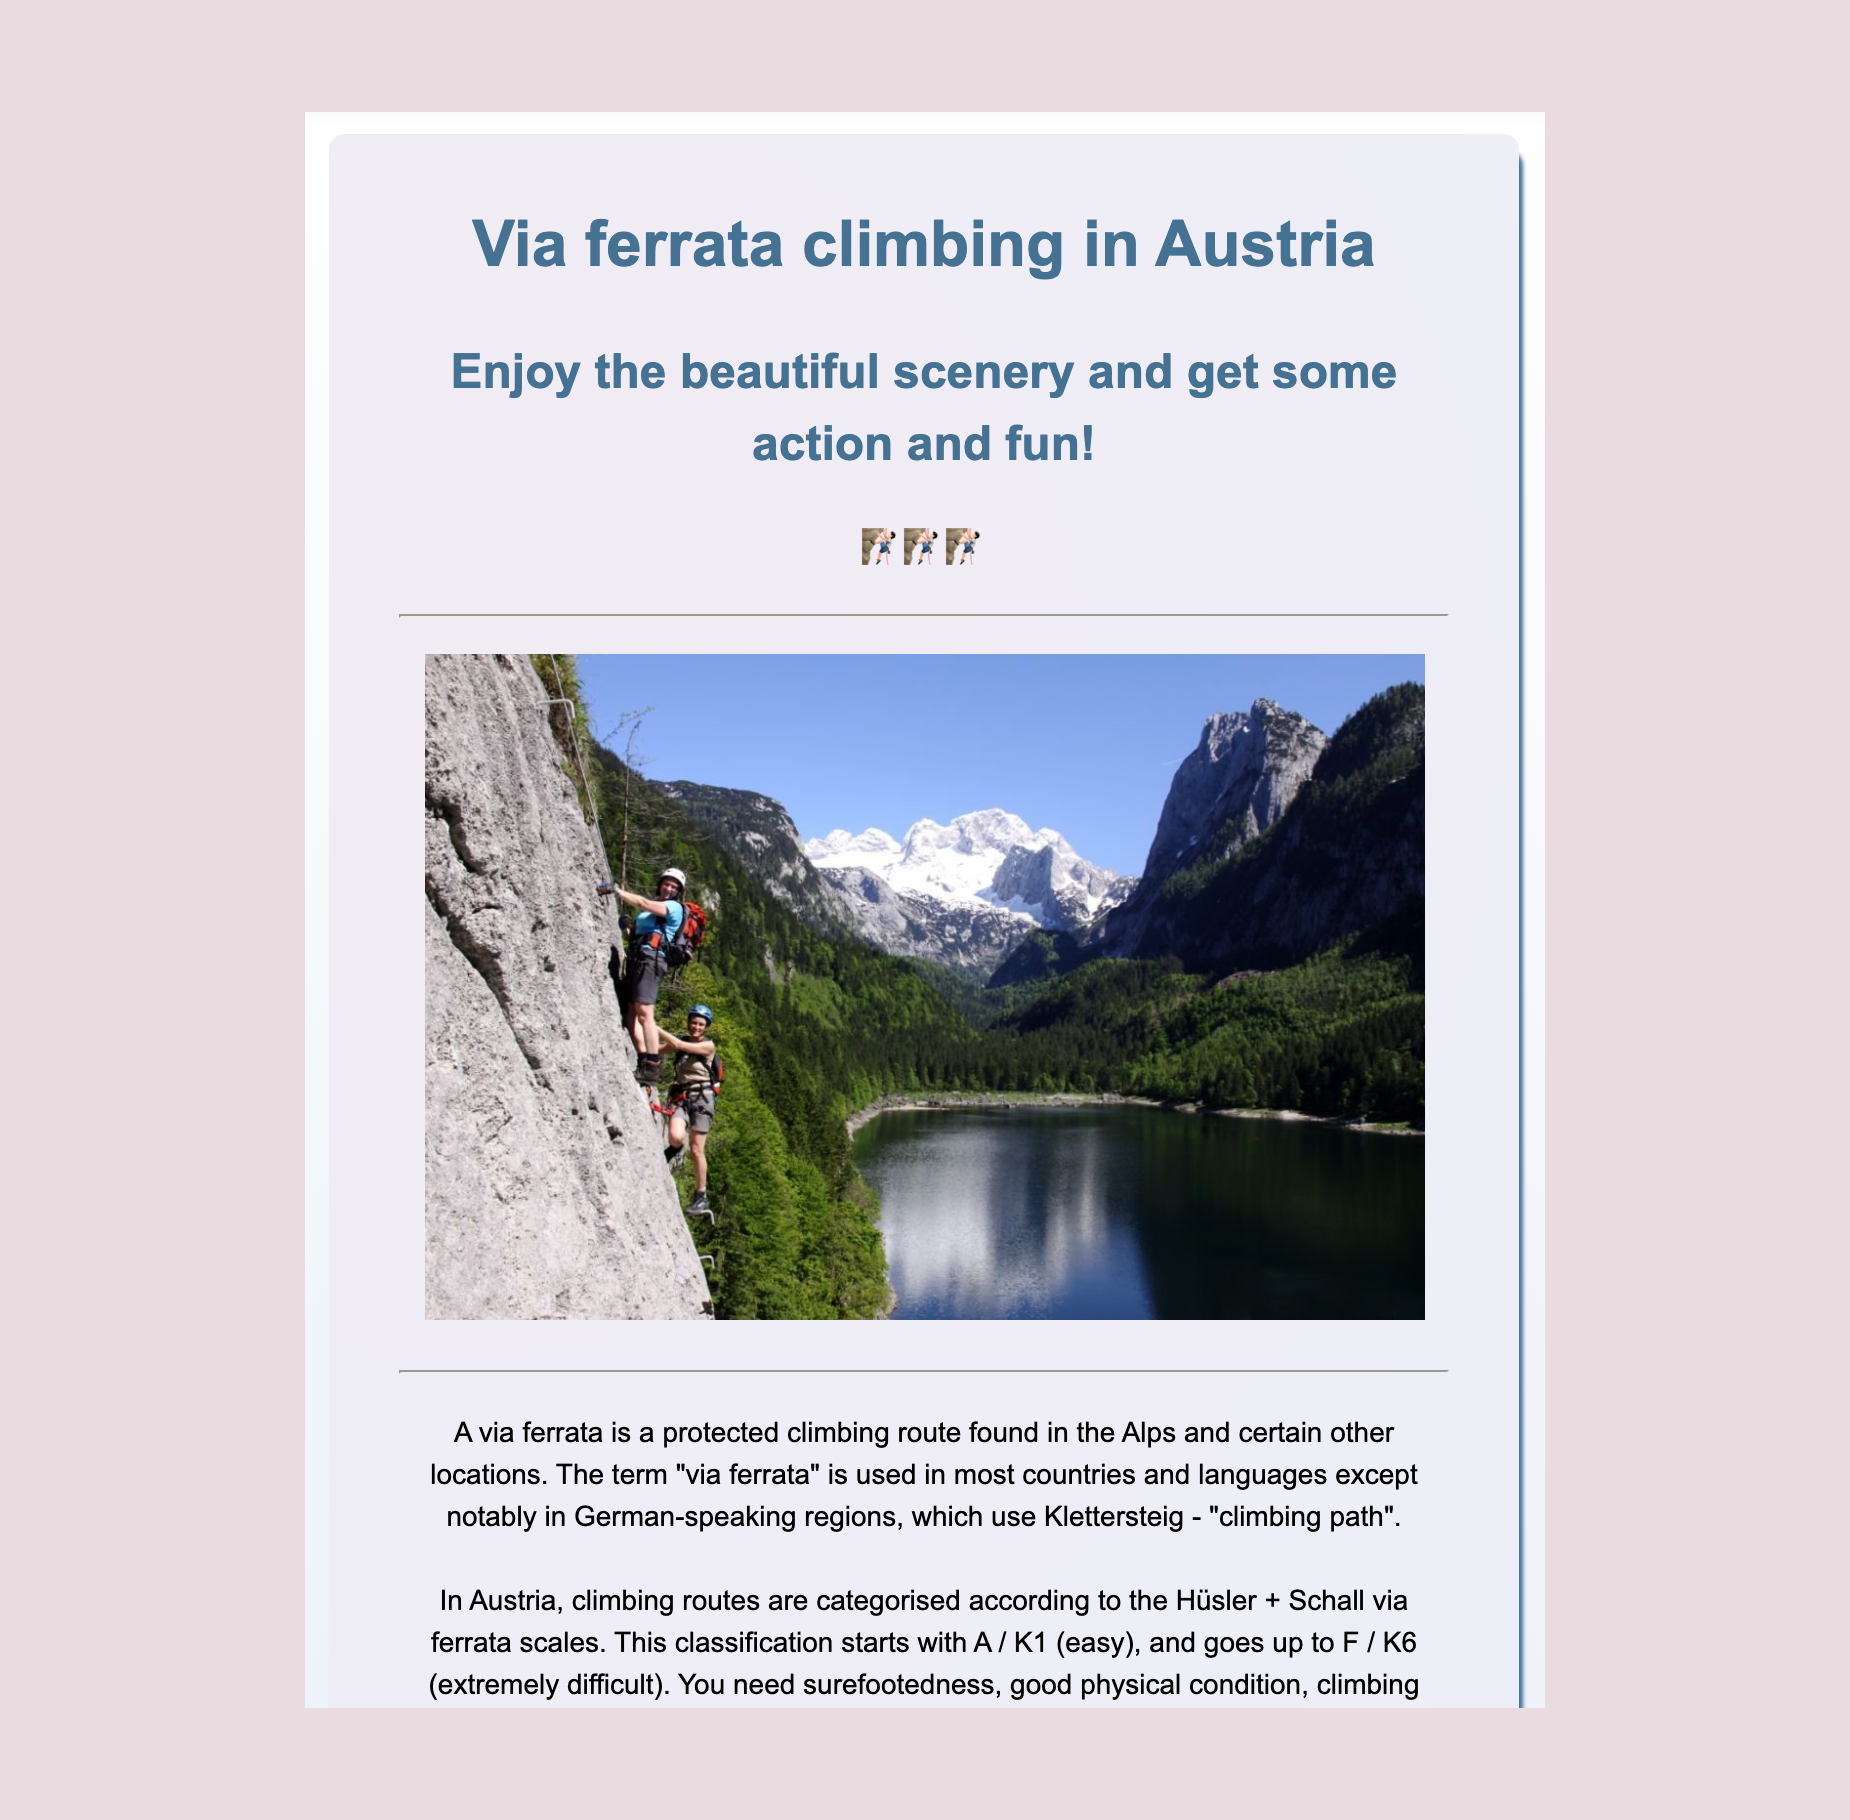 Via ferrata climbing in Austria
Enjoy the beautiful scenery and get some
action and fun!
A via ferrata is a protected climbing route found in the Alps and certain other
locations. The term "via ferrata" is used in most countries and languages except
notably in German-speaking regions, which use Klettersteig - "climbing path".
In Austria, climbing routes are categorised according to the Hüsler + Schall via
ferrata scales. This classification starts with A / K1 (easy), and goes up to F / K6
(extremely difficult). You need surefootedness, good physical condition, climbing